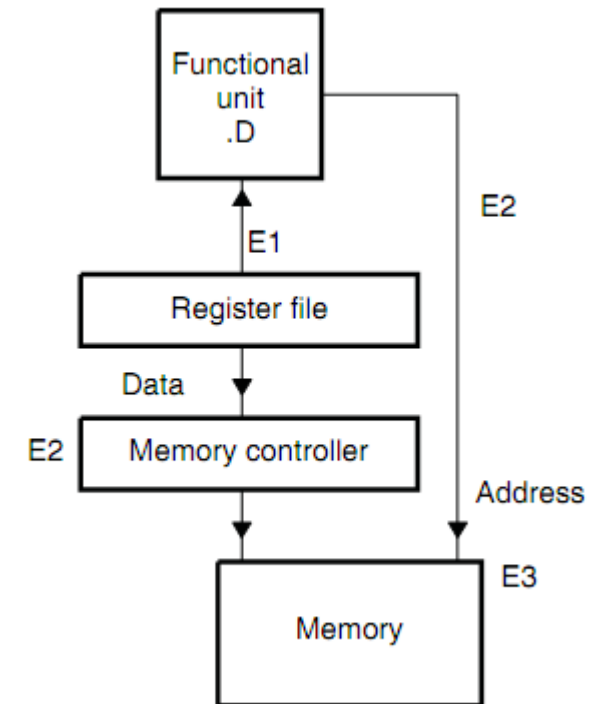 Functional
unit
.D
E2
E1
Register file
Data
E2
Memory controller
Address
E3
Memory